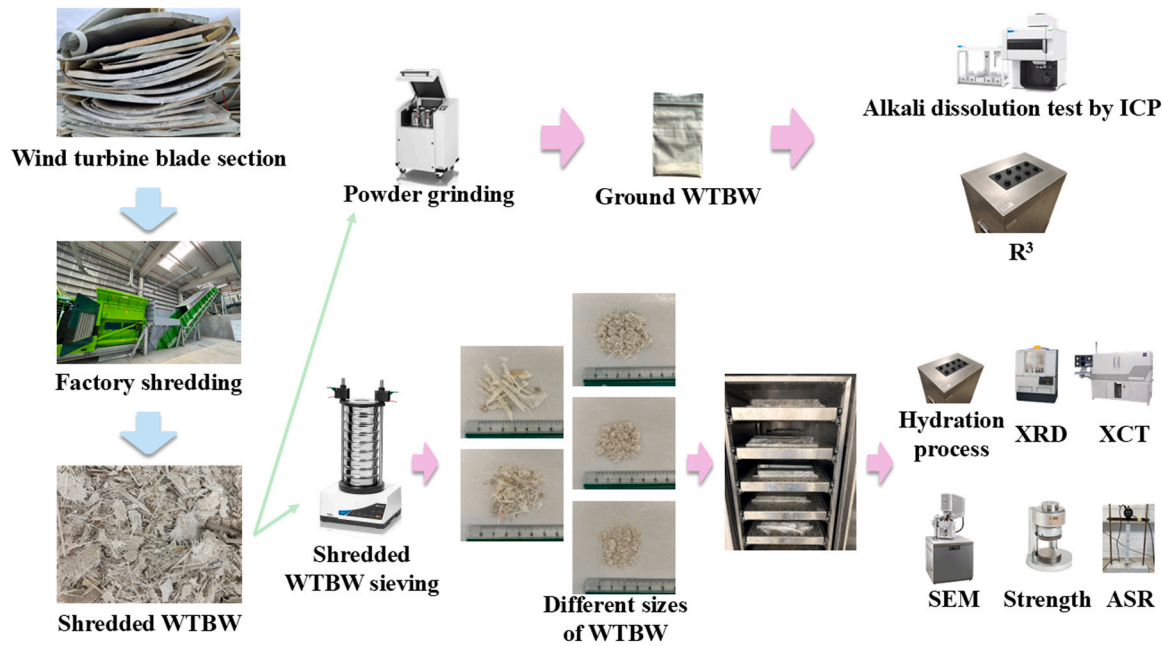 Wind turbine blade section
Factory shredding
Shredded WTBW
Powder grinding
Ground WTBW
Alkali dissolution test by ICP
R³
Shredded
WTBW sieving
Different sizes
of WTBW
Hydration
process
XRD
XCT
SEM
Strength
ASR